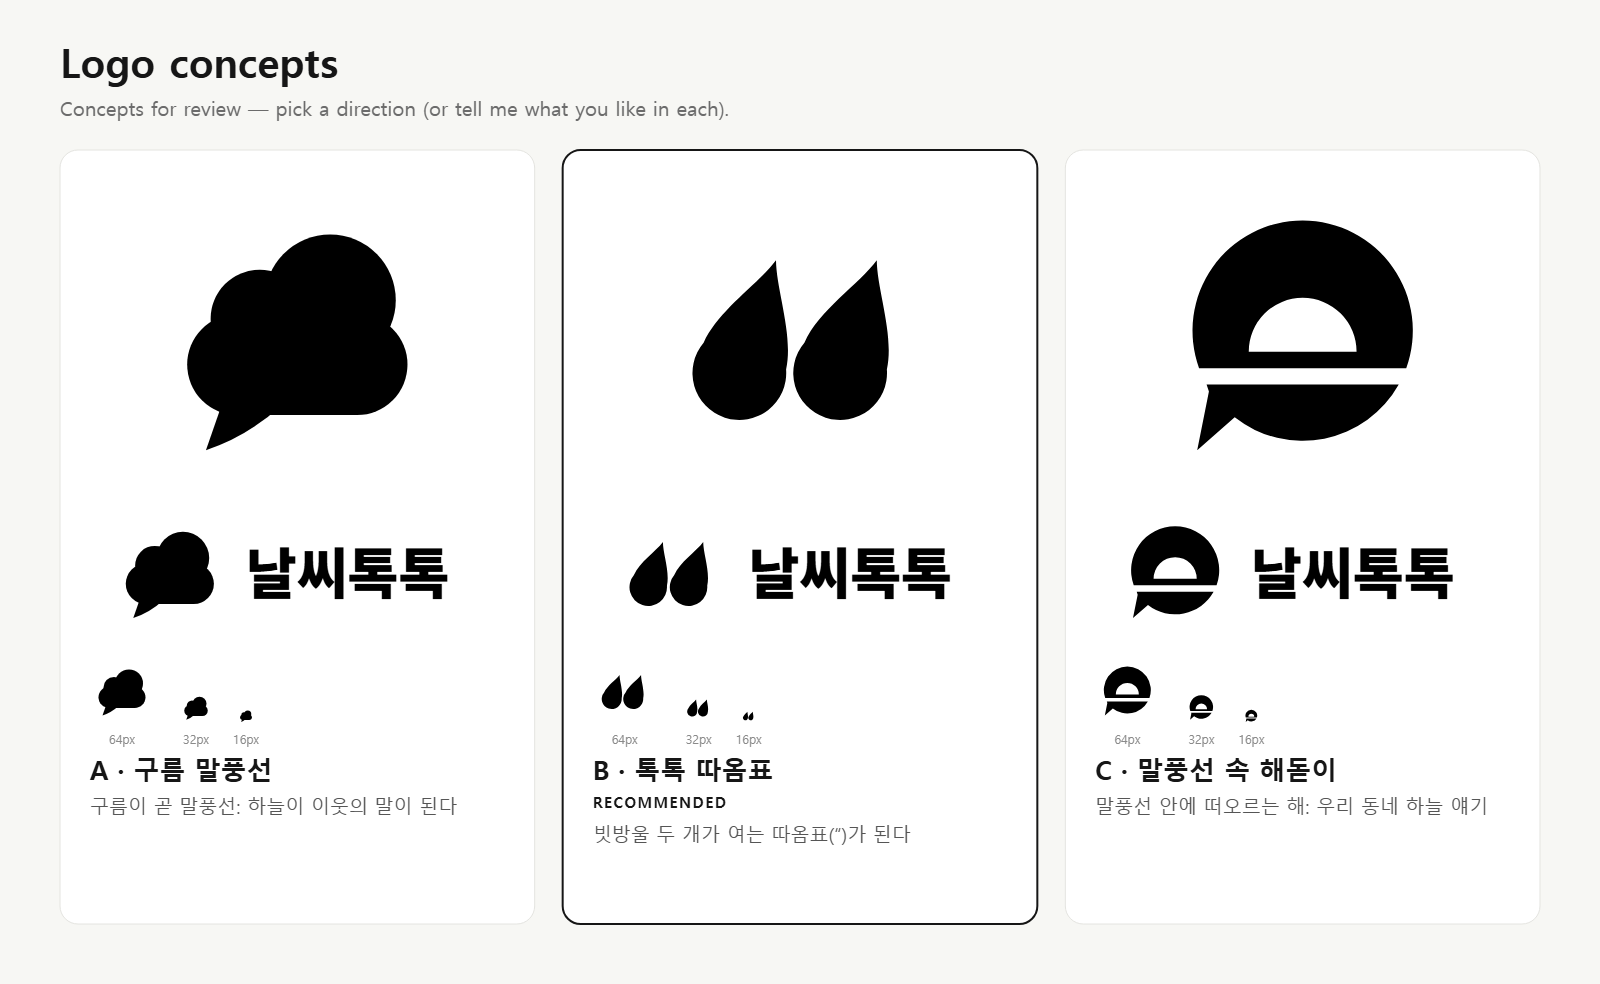 Logo concepts
Concepts for review — pick a direction (or tell me what you like in each).
날씨톡톡
64px 32px 16px
A · 구름 말풍선
구름이 곧 말풍선: 하늘이 이웃의 말이 된다
날씨톡톡
64px 32px 16px
B · 톡톡 따옴표
RECOMMENDED
빗방울 두 개가 여는 따옴표(“)가 된다
날씨톡톡
64px 32px 16px
C · 말풍선 속 해돋이
말풍선 안에 떠오르는 해: 우리 동네 하늘 얘기